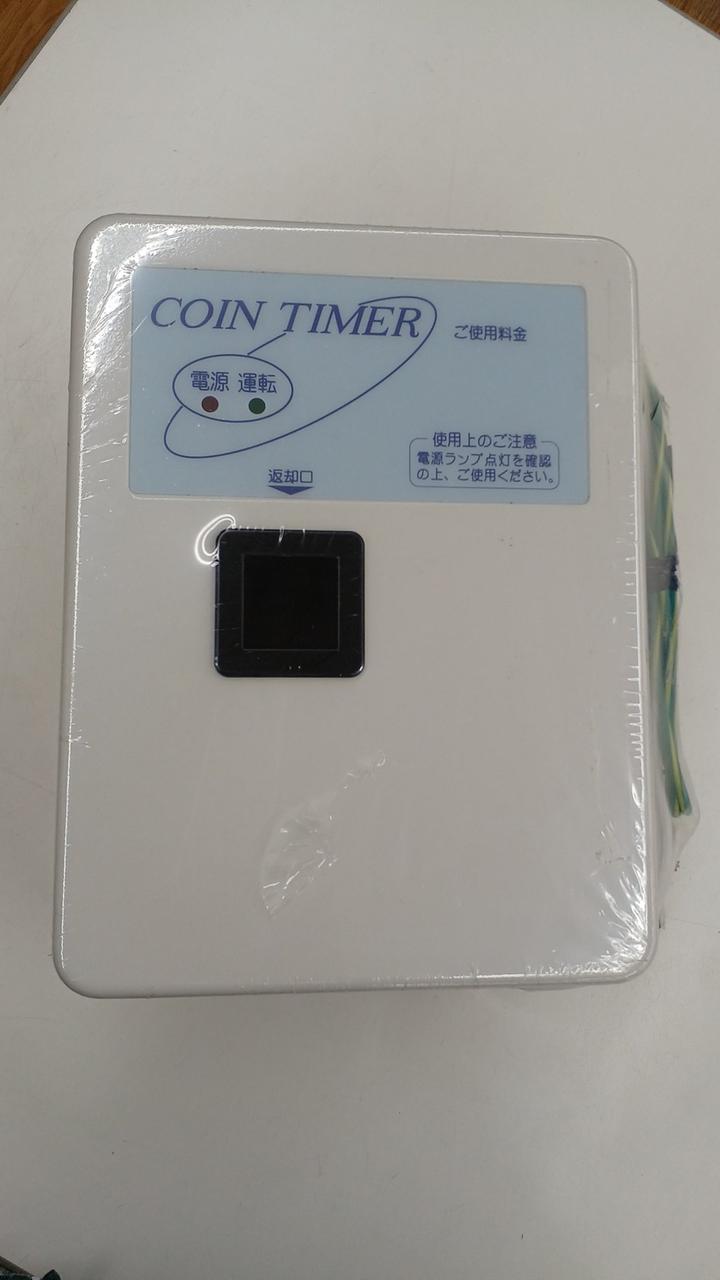 COIN TIMER
ご使用料金
電源 運転
使用上のご注意
電源ランプ点灯を確認
の上、ご使用ください。
返却口